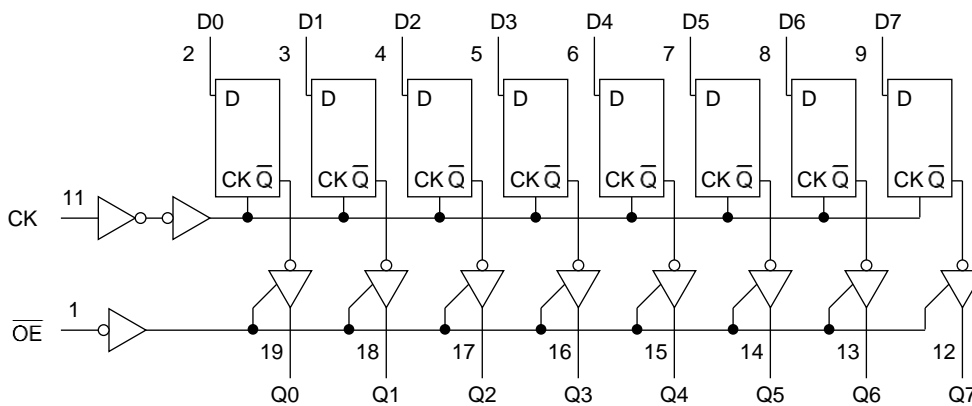 D0 D1 D2 D3 D4 D5 D6 D7
2 3 4 5 6 7 8 9
D D D D D D D D
CK Q̅ CK Q̅ CK Q̅ CK Q̅ CK Q̅ CK Q̅ CK Q̅ CK Q̅
11
CK
1
O̅E̅
19 18 17 16 15 14 13 12
Q0 Q1 Q2 Q3 Q4 Q5 Q6 Q7